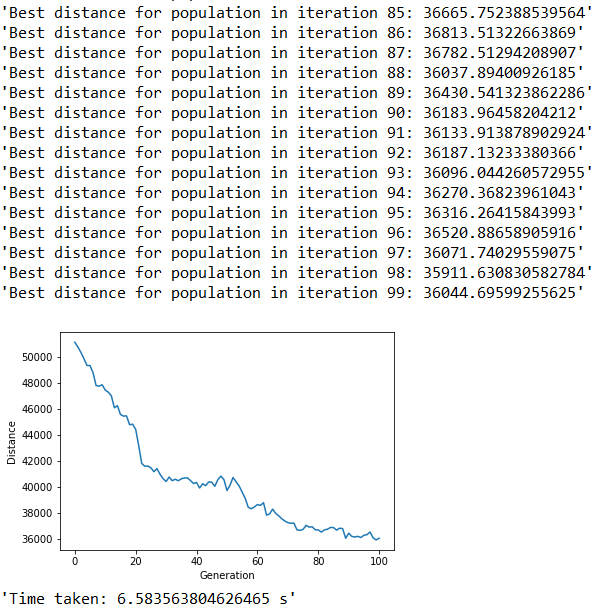 'Best distance for population in iteration 85: 36665.752388539564'
'Best distance for population in iteration 86: 36813.51322663869'
'Best distance for population in iteration 87: 36782.51294208907'
'Best distance for population in iteration 88: 36037.89400926185'
'Best distance for population in iteration 89: 36430.541323862286'
'Best distance for population in iteration 90: 36183.96458204212'
'Best distance for population in iteration 91: 36133.913878902924'
'Best distance for population in iteration 92: 36187.13233380366'
'Best distance for population in iteration 93: 36096.044260572955'
'Best distance for population in iteration 94: 36270.36823961043'
'Best distance for population in iteration 95: 36316.26415843993'
'Best distance for population in iteration 96: 36520.88658905916'
'Best distance for population in iteration 97: 36071.74029559075'
'Best distance for population in iteration 98: 35911.630830582784'
'Best distance for population in iteration 99: 36044.69599255625'
50000
48000
46000
44000
42000
40000
38000
36000
Distance
0 20 40 60 80 100
Generation
'Time taken: 6.583563804626465 s'